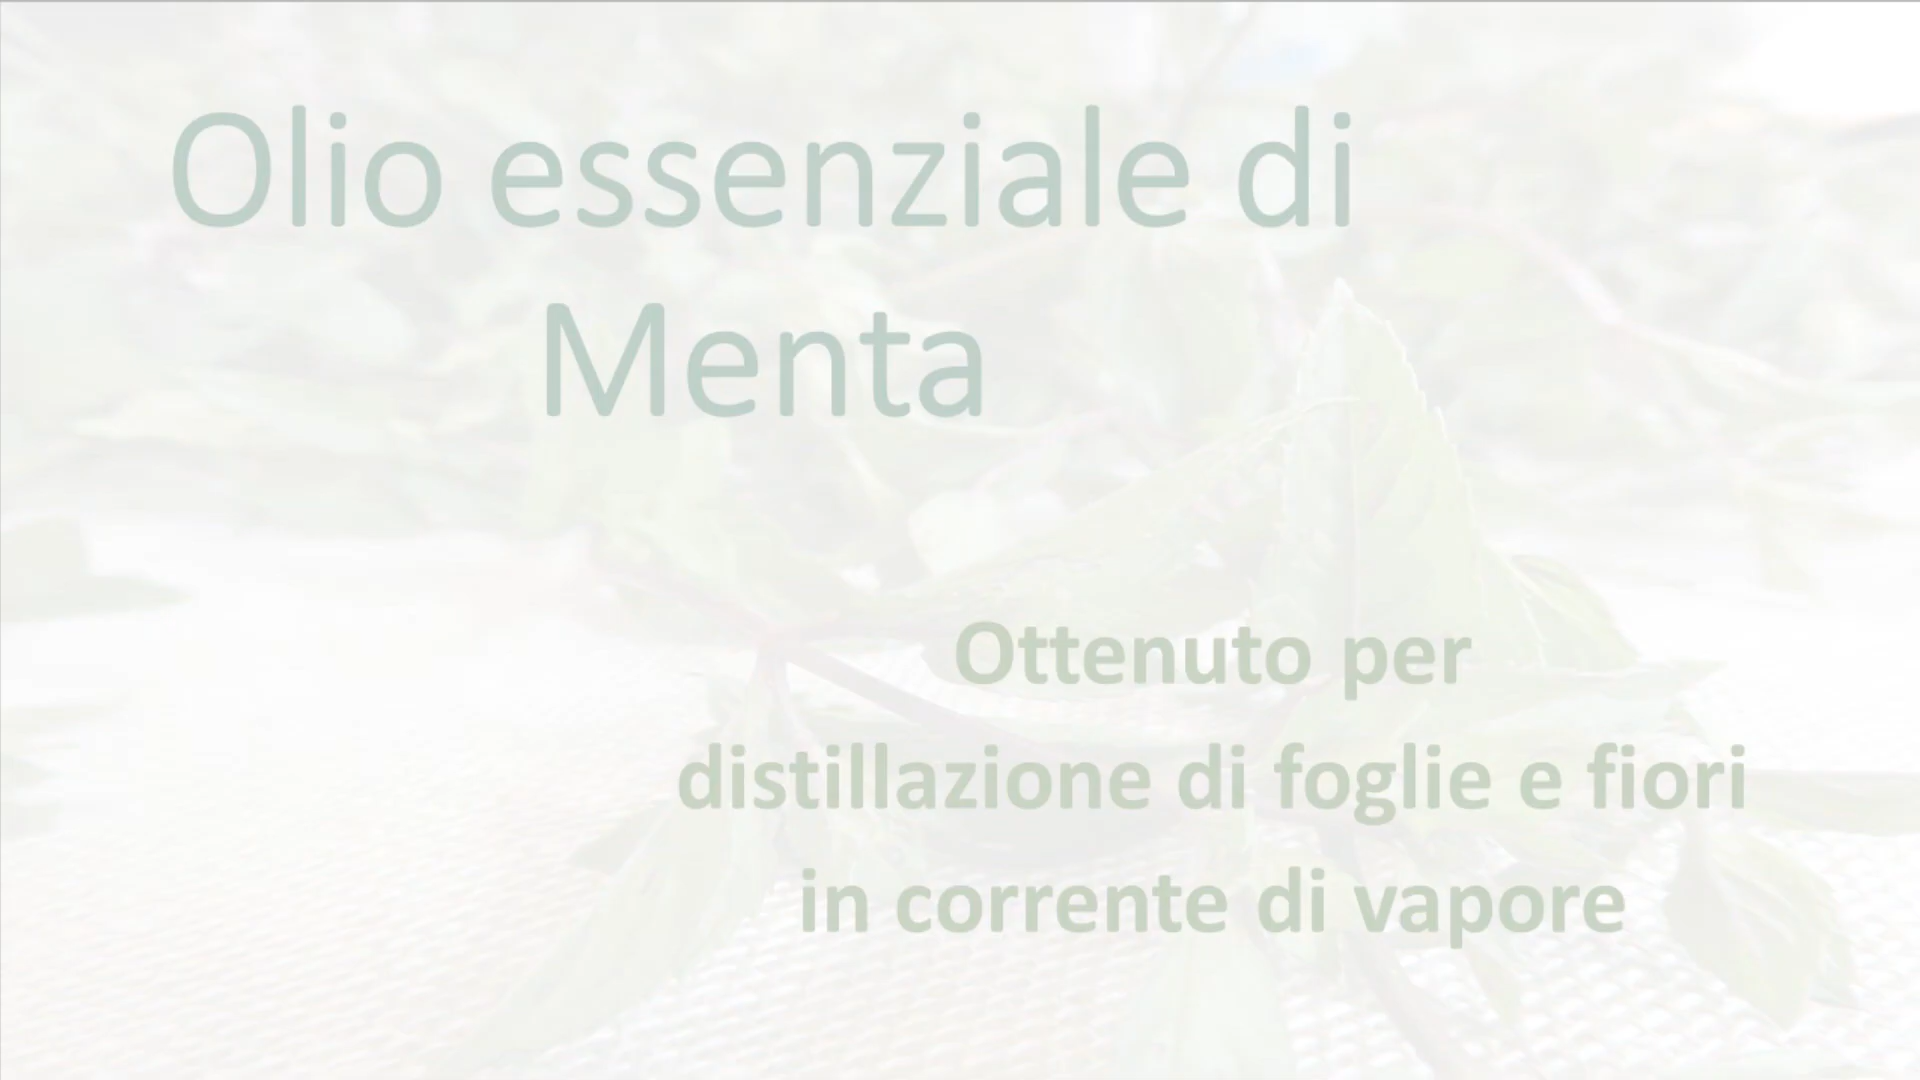 Olio essenziale di
Menta
Ottenuto per
distillazione di foglie e fiori
in corrente di vapore